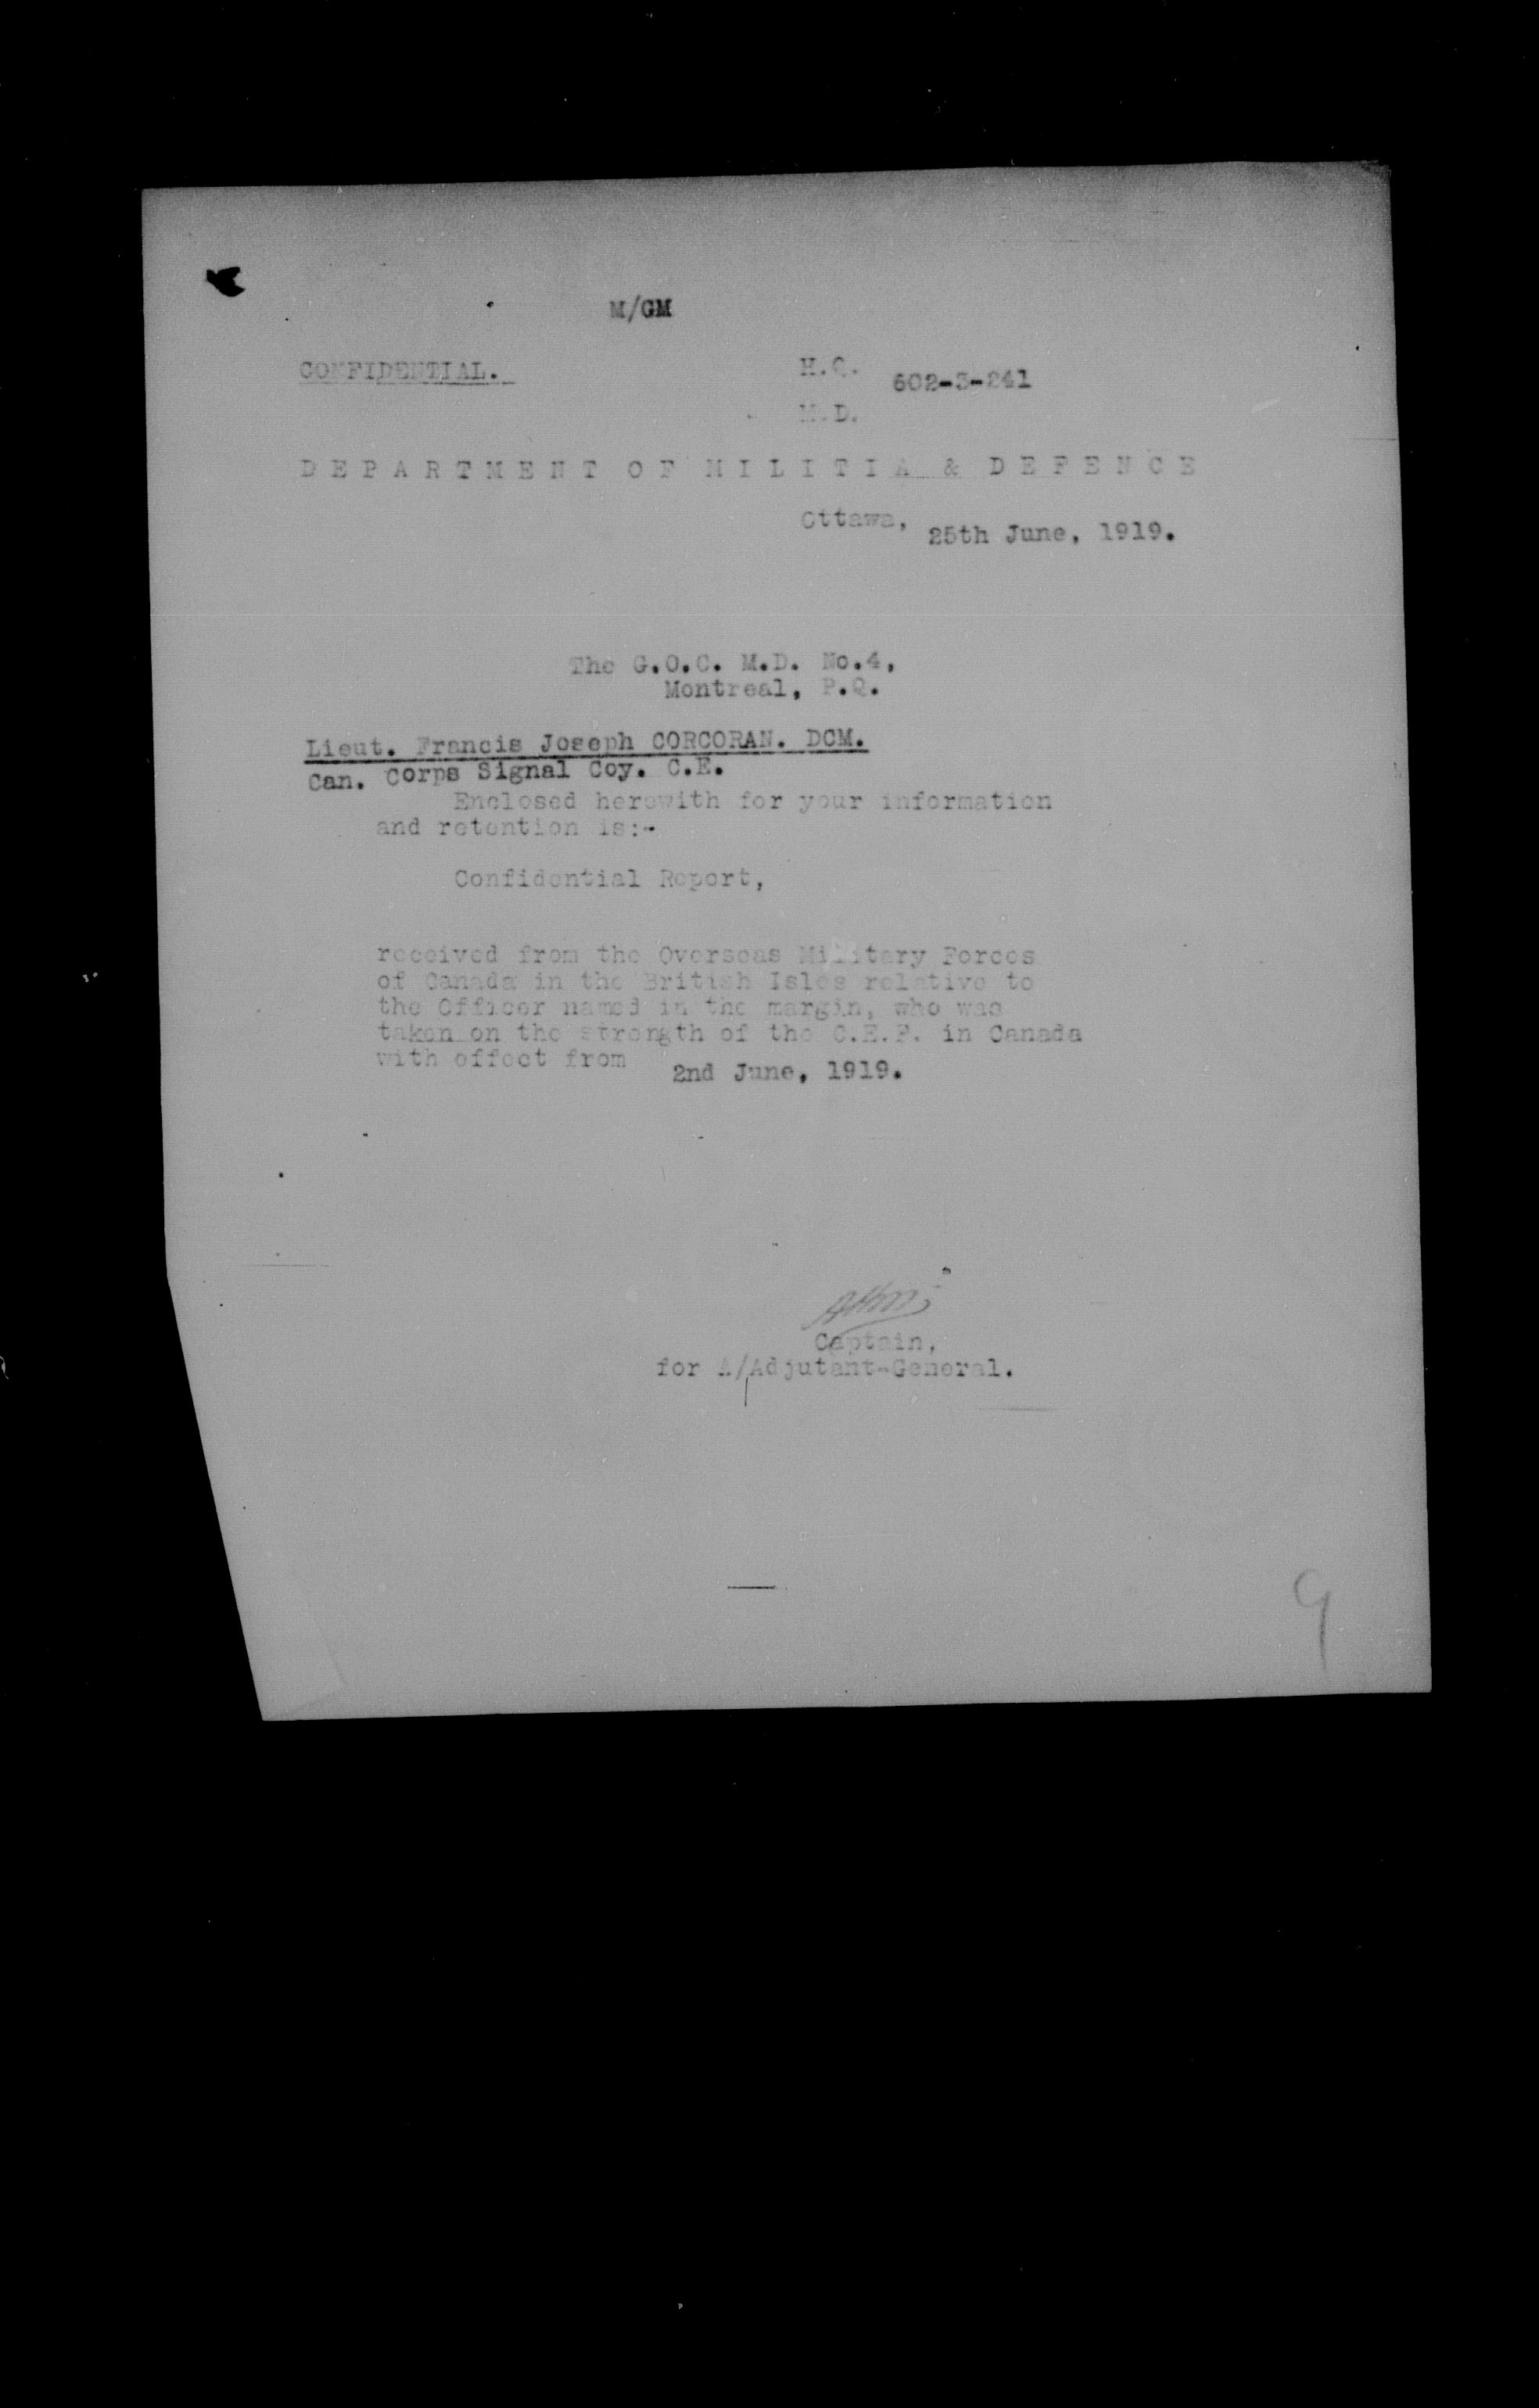 M/GM
CONFIDENTIAL.
H.Q. 602-3-241
M.D.
DEPARTMENT OF MILITIA & DEFENCE
Ottawa, 25th June, 1919.
The G.O.C. M.D. No.4,
Montreal, P.Q.
Lieut. Francis Joseph CORCORAN. DCM.
Can. Corps Signal Coy. C.E.
Enclosed herewith for your information
and retention is:-
Confidential Report,
received from the Overseas Military Forces
of Canada in the British Isles relative to
the Officer named in the margin, who was
taken on the strength of the C.E.F. in Canada
with effect from 2nd June, 1919.
Captain,
for A/Adjutant-General.
9